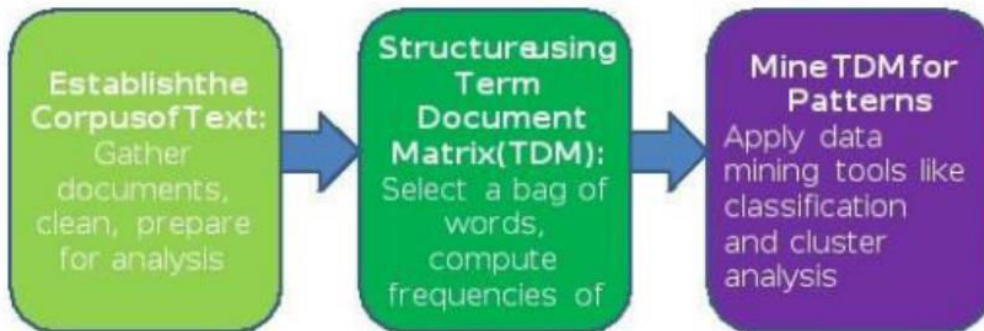 Establishthe
CorpusofText:
Gather
documents,
clean, prepare
for analysis
Structureusing
Term
Document
Matrix(TDM):
Select a bag of
words,
compute
frequencies of
MineTDMfor
Patterns
Apply data
mining tools like
classification
and cluster
analysis